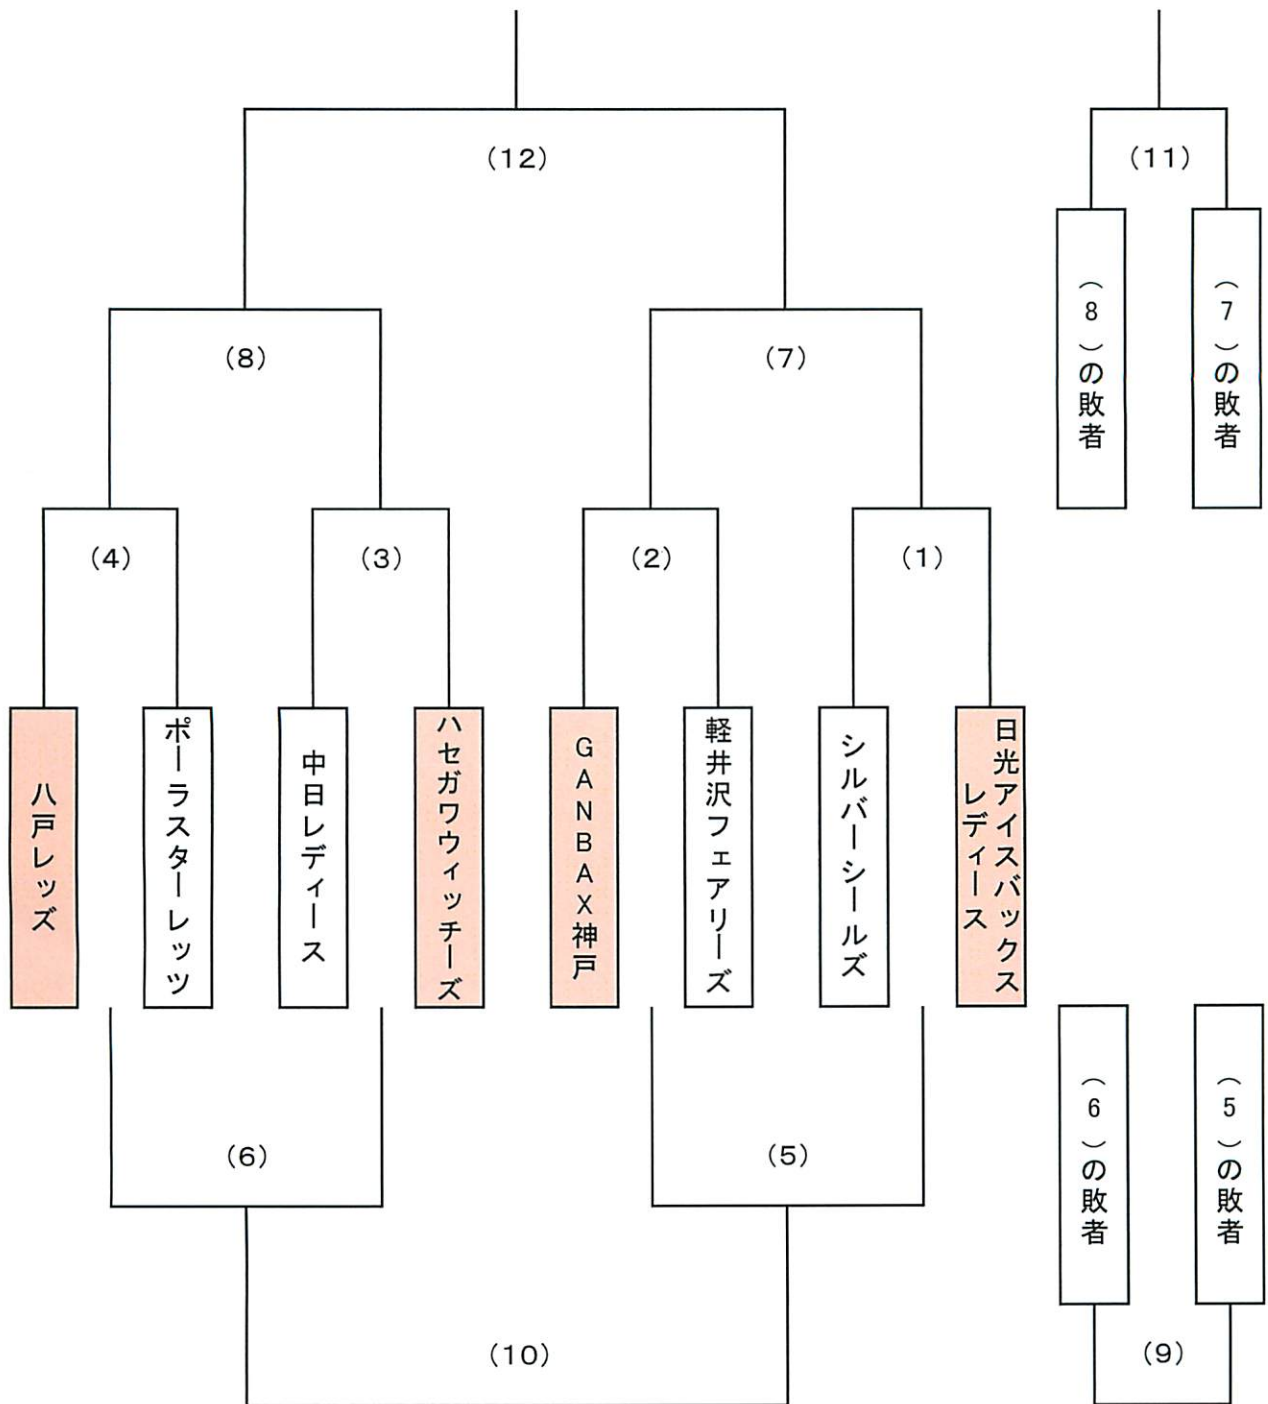 (12)
(11)
(8)の敗者
(7)の敗者
(8)
(7)
(4)
(3)
(2)
(1)
八戸レッズ
ポーラスターレッツ
中日レディース
ハセガワウィッチーズ
GANBAX神戸
軽井沢フェアリーズ
シルバーシールズ
日光アイスバックス
レディース
(6)
(5)
(6)の敗者
(5)の敗者
(10)
(9)